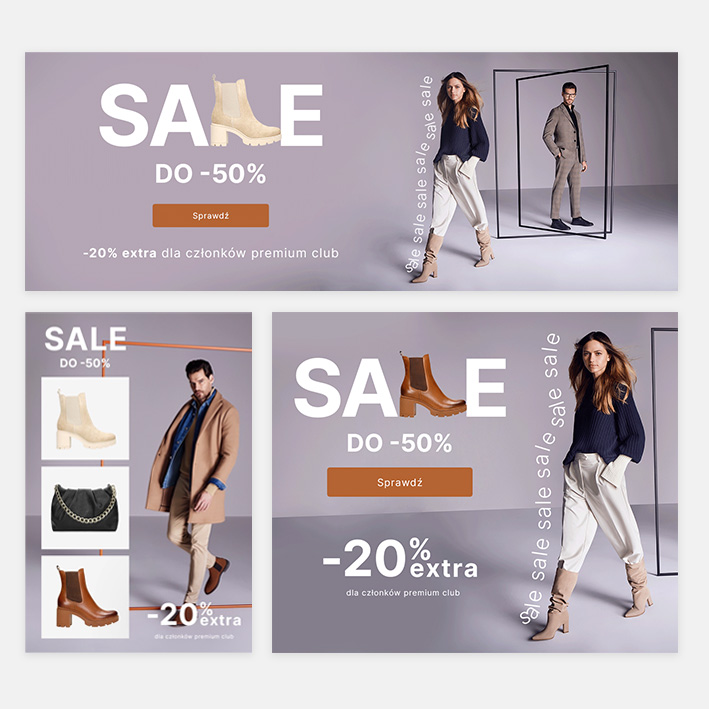 SALE
DO -50%
Sprawdź
-20% extra dla członków premium club
sale sale sale sale sale
SALE
DO -50%
-20% extra
dla członków premium club
SALE
DO -50%
Sprawdź
-20% extra
dla członków premium club
sale sale sale sale sale